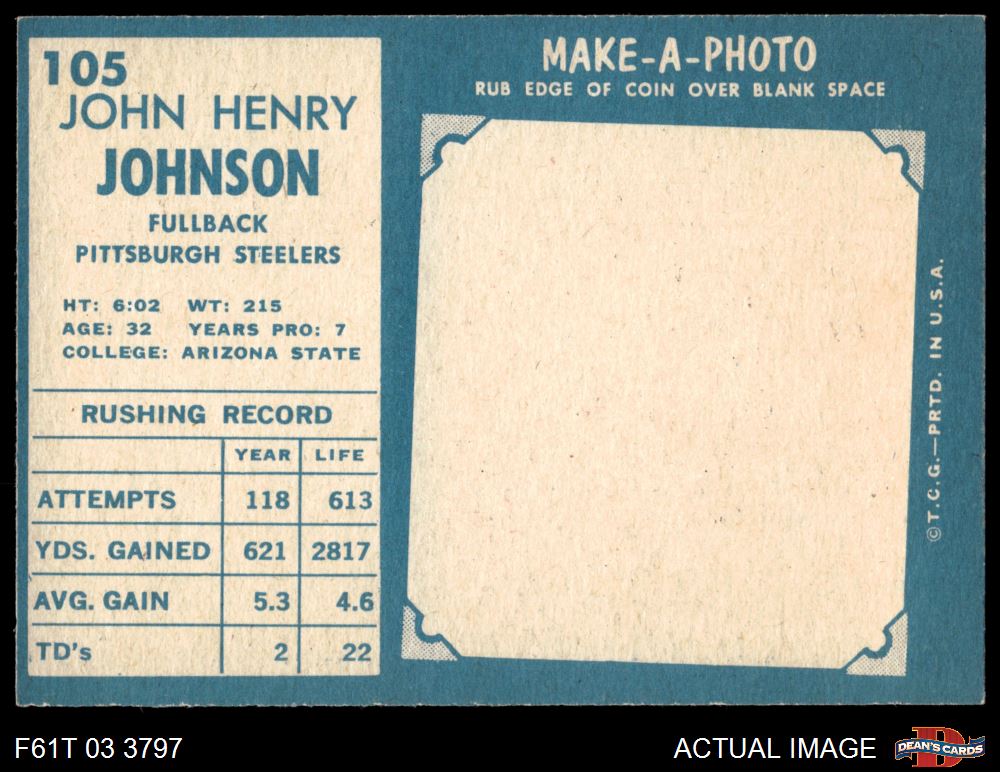 105
JOHN HENRY
JOHNSON
FULLBACK
PITTSBURGH STEELERS
HT: 6:02 WT: 215
AGE: 32 YEARS PRO: 7
COLLEGE: ARIZONA STATE
RUSHING RECORD
YEAR LIFE
ATTEMPTS 118 613
YDS. GAINED 621 2817
AVG. GAIN 5.3 4.6
TD's 2 22
MAKE-A-PHOTO
RUB EDGE OF COIN OVER BLANK SPACE
©T.C.G.—PRTD. IN U.S.A.
F61T 03 3797
ACTUAL IMAGE
D
DEAN'S CARDS